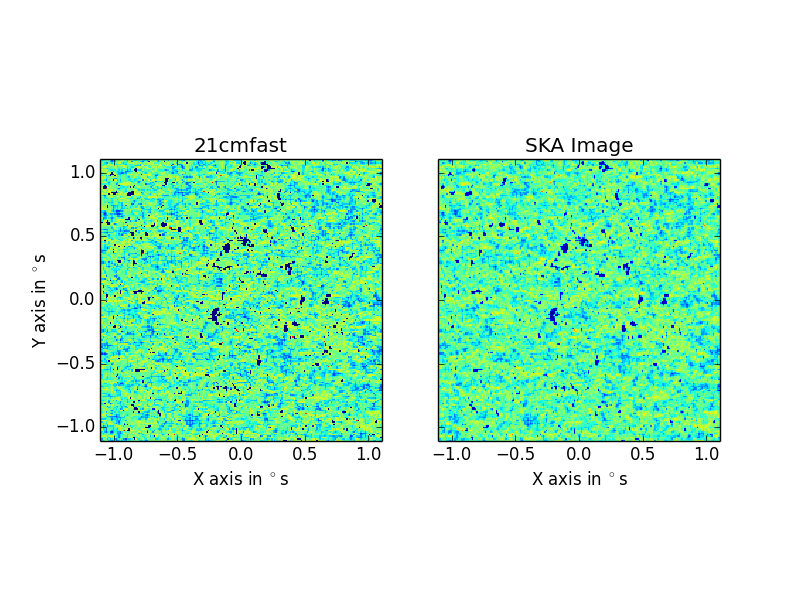 21cmfast
SKA Image
1.0
0.5
0.0
−0.5
−1.0
Y axis in ° s
−1.0 −0.5 0.0 0.5 1.0
−1.0 −0.5 0.0 0.5 1.0
X axis in ° s
X axis in ° s